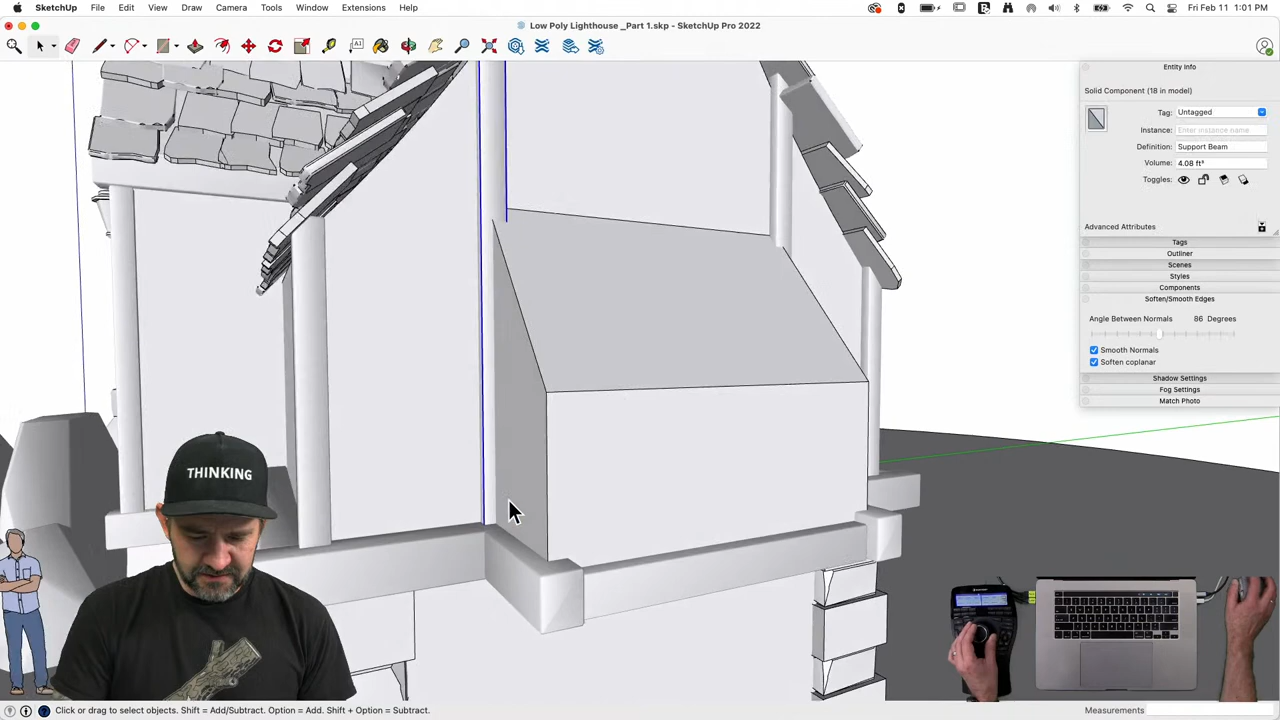 SketchUp File Edit View Draw Camera Tools Window Extensions Help
Fri Feb 11 1:01 PM
Low Poly Lighthouse _Part 1.skp - SketchUp Pro 2022
Entity Info
Solid Component (18 in model)
Tag: Untagged
Instance: Enter instance name
Definition: Support Beam
Volume: 4.08 ft³
Toggles:
Advanced Attributes
Tags
Outliner
Scenes
Styles
Components
Soften/Smooth Edges
Angle Between Normals 86 Degrees
Smooth Normals
Soften coplanar
Shadow Settings
Fog Settings
Match Photo
THINKING
Click or drag to select objects. Shift = Add/Subtract. Option = Add. Shift + Option = Subtract.
Measurements